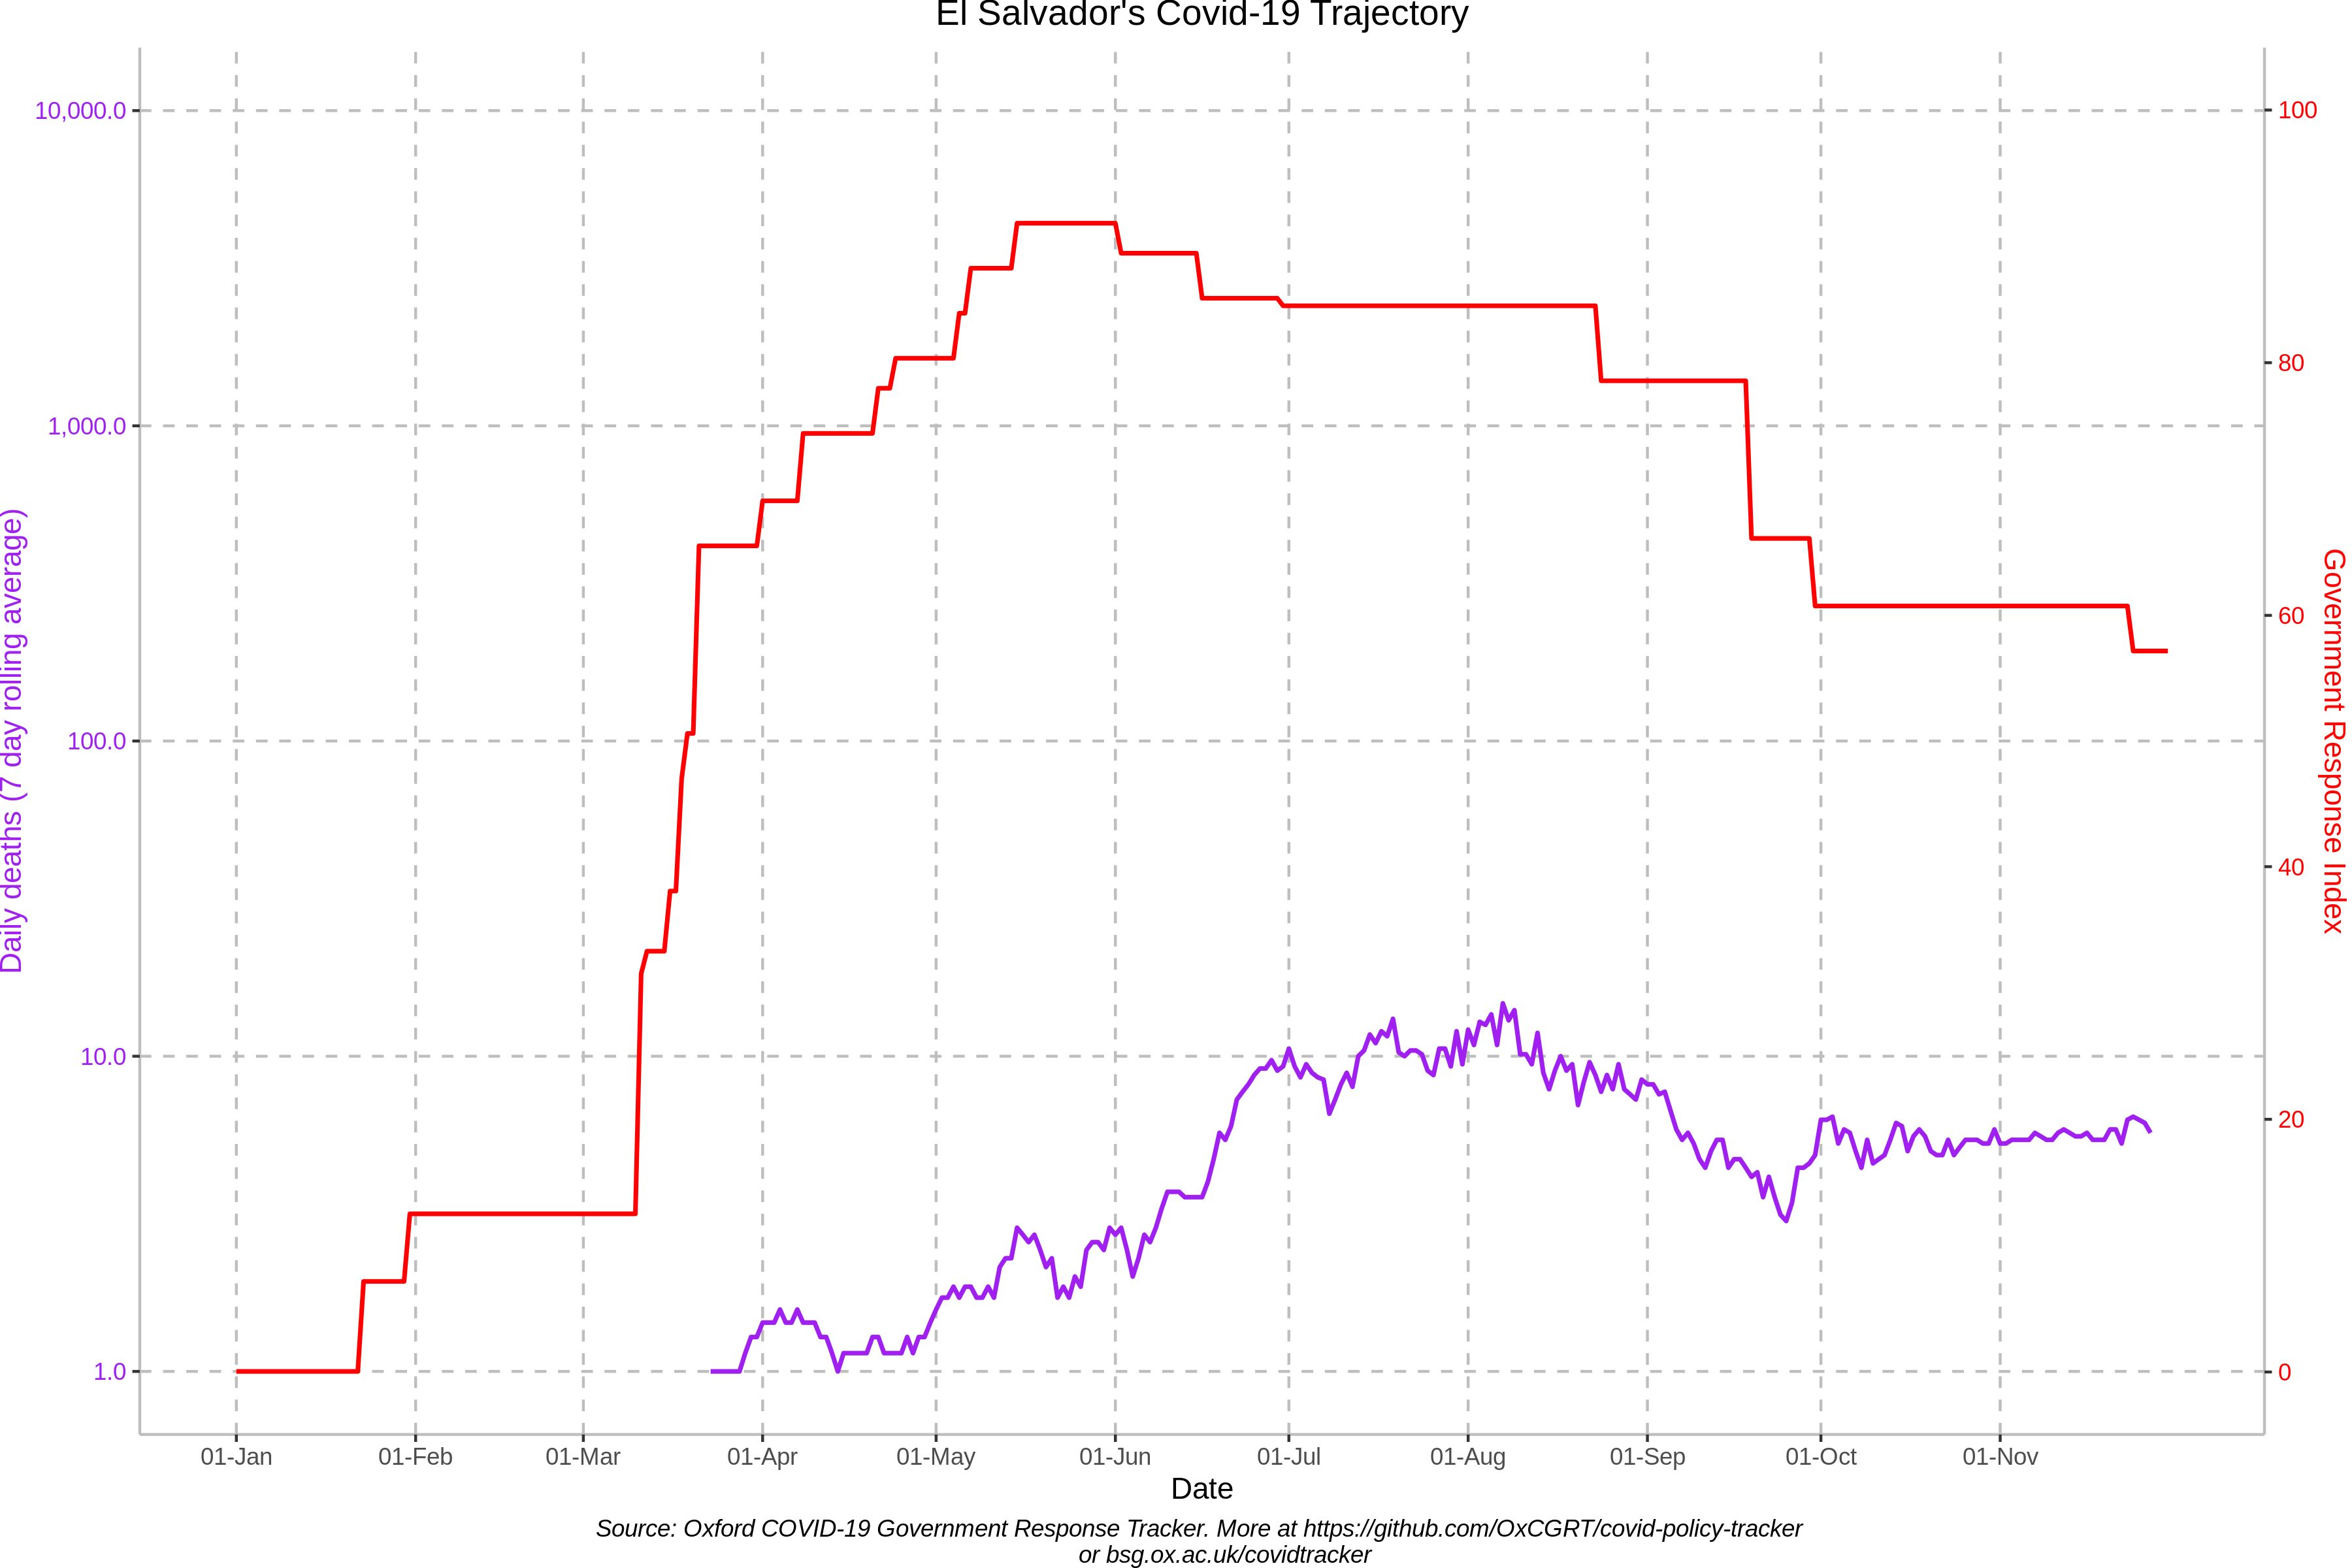 El Salvador's Covid-19 Trajectory
10,000.0
1,000.0
100.0
10.0
1.0
Daily deaths (7 day rolling average)
100
80
60
40
20
0
Government Response Index
01-Jan 01-Feb 01-Mar 01-Apr 01-May 01-Jun 01-Jul 01-Aug 01-Sep 01-Oct 01-Nov
Date
Source: Oxford COVID-19 Government Response Tracker. More at https://github.com/OxCGRT/covid-policy-tracker
or bsg.ox.ac.uk/covidtracker